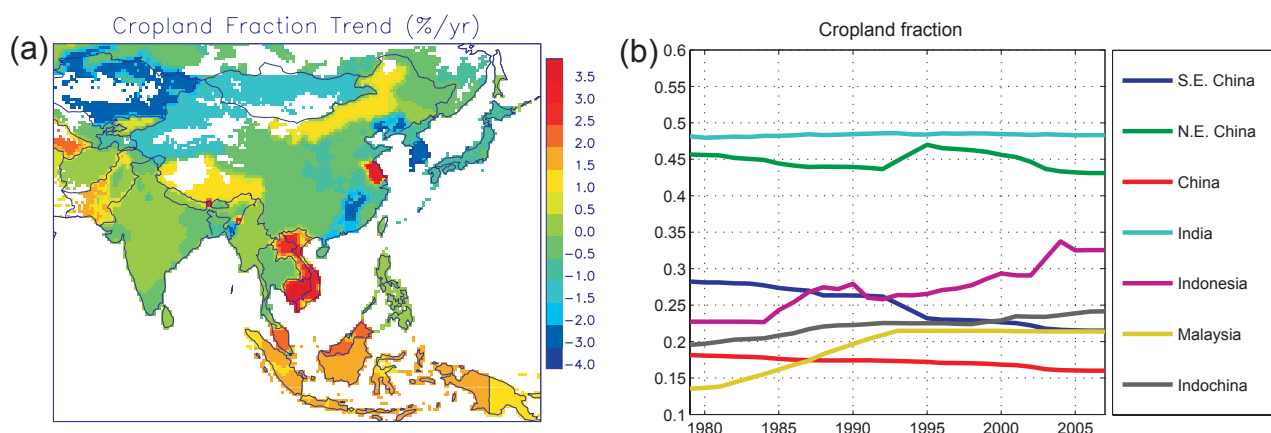 (a)
Cropland Fraction Trend (%/yr)
3.5
3.0
2.5
2.0
1.5
1.0
0.5
0.0
−0.5
−1.0
−1.5
−2.0
−2.5
−3.0
−4.0
(b)
Cropland fraction
0.6
0.55
0.5
0.45
0.4
0.35
0.3
0.25
0.2
0.15
0.1
1980 1985 1990 1995 2000 2005
S.E. China
N.E. China
China
India
Indonesia
Malaysia
Indochina